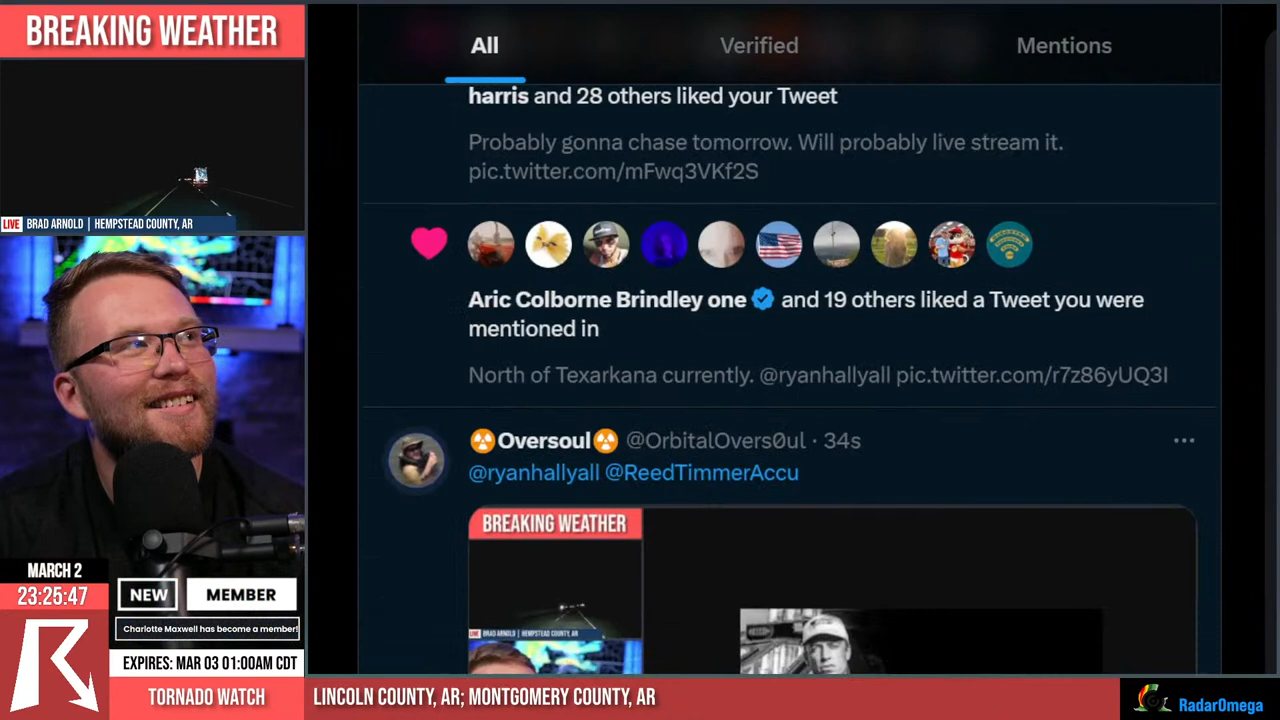 BREAKING WEATHER
LIVE BRAD ARNOLD | HEMPSTEAD COUNTY, AR
All
Verified
Mentions
harris and 28 others liked your Tweet
Probably gonna chase tomorrow. Will probably live stream it.
pic.twitter.com/mFwq3VKf2S
Aric Colborne Brindley one and 19 others liked a Tweet you were
mentioned in
North of Texarkana currently. @ryanhallyall pic.twitter.com/r7z86yUQ3I
Oversoul @OrbitalOvers0ul · 34s
@ryanhallyall @ReedTimmerAccu
BREAKING WEATHER
LIVE BRAD ARNOLD | HEMPSTEAD COUNTY, AR
MARCH 2
23:25:47
NEW MEMBER
Charlotte Maxwell has become a member!
EXPIRES: MAR 03 01:00AM CDT
TORNADO WATCH
LINCOLN COUNTY, AR; MONTGOMERY COUNTY, AR
RadarOmega